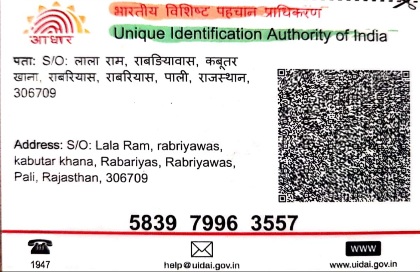 आधार
भारतीय विशिष्ट पहचान प्राधिकरण
Unique Identification Authority of India
पता: S/O: लाला राम, राबडियावास, कबूतर
खाना, राबरियास, राबरियास, पाली, राजस्थान,
306709
Address: S/O: Lala Ram, rabriyawas,
kabutar khana, Rabariyas, Rabriyawas,
Pali, Rajasthan, 306709
5839 7996 3557
1947
help@uidai.gov.in
www
www.uidai.gov.in